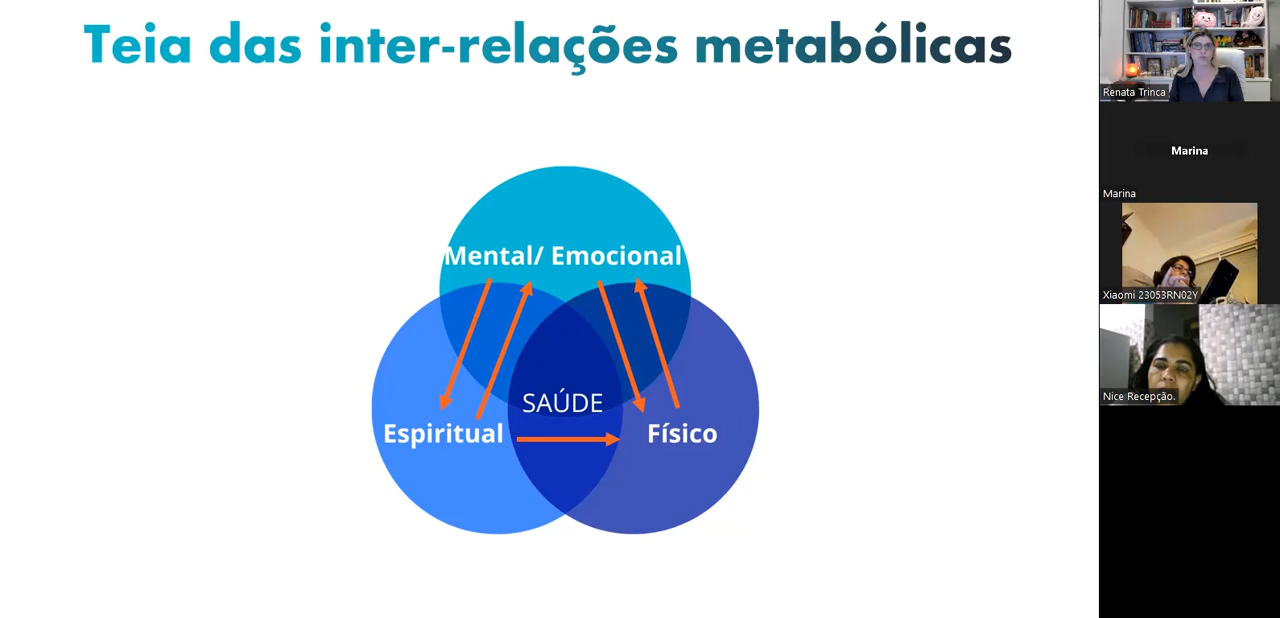 Teia das inter-relações metabólicas
Mental/ Emocional
SAÚDE
Espiritual
Físico
Renata Trinca
Marina
Marina
Xiaomi 23053RN02Y
Nice Recepção.